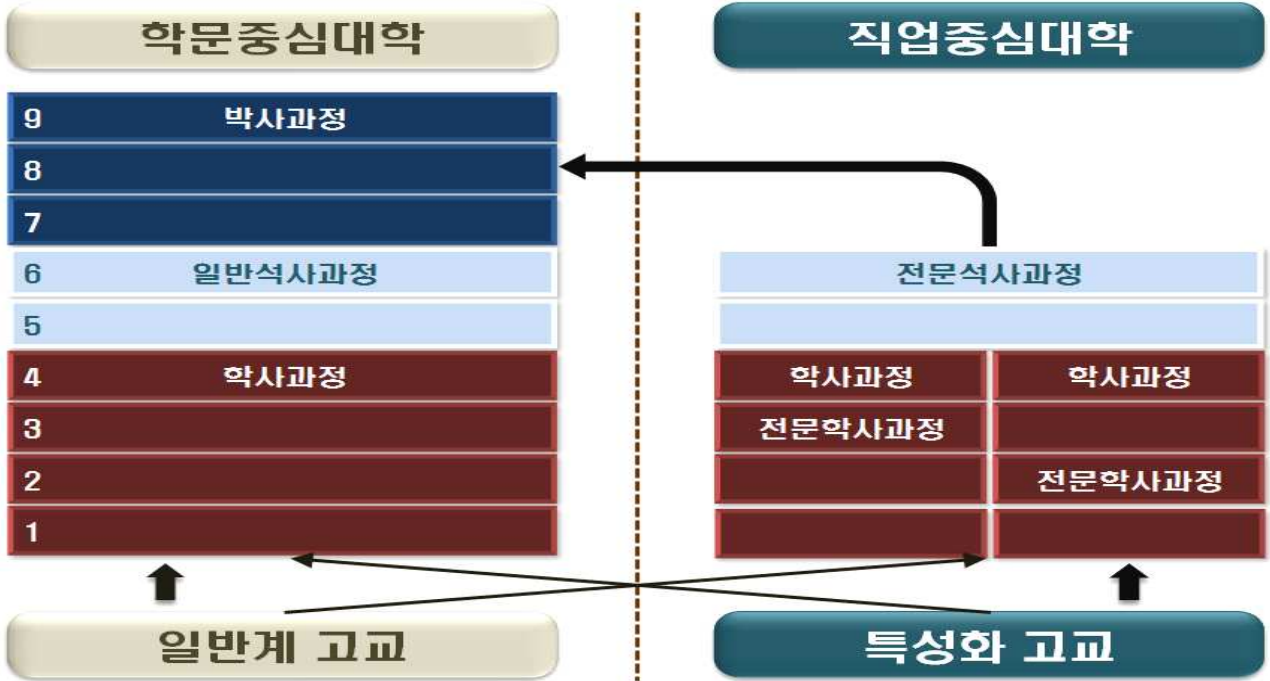 학문중심대학
직업중심대학
9 박사과정
8
7
6 일반석사과정
전문석사과정
5
4 학사과정
학사과정 학사과정
3
전문학사과정
2
전문학사과정
1
일반계 고교
특성화 고교